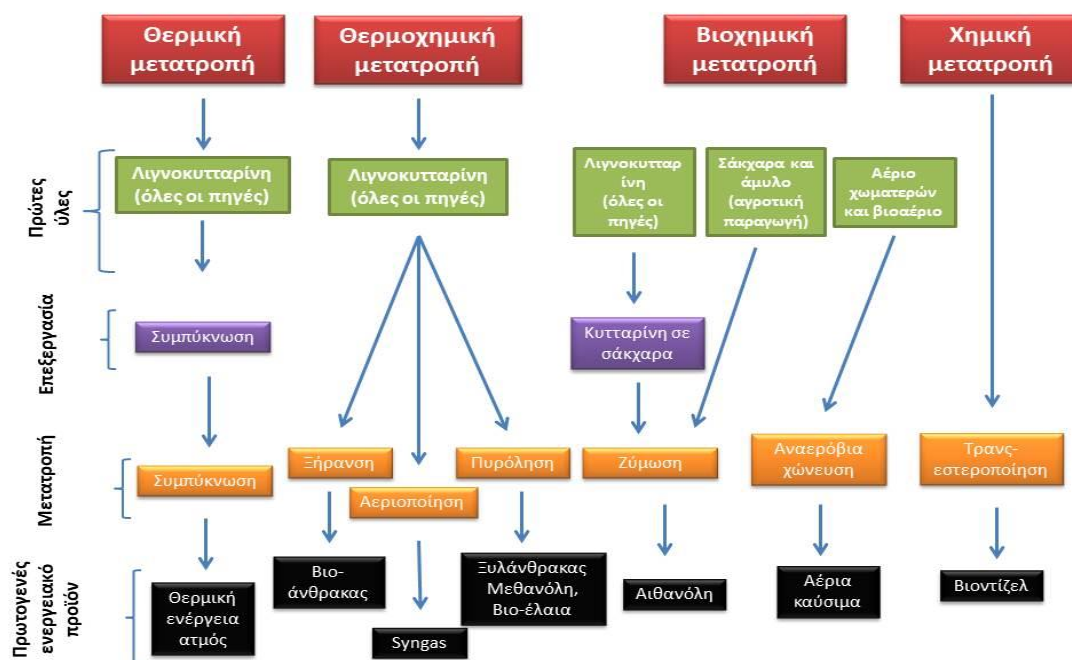 Θερμική
μετατροπή
Θερμοχημική
μετατροπή
Βιοχημική
μετατροπή
Χημική
μετατροπή
Πρώτες
ύλες
Λιγνοκυτταρίνη
(όλες οι πηγές)
Λιγνοκυτταρίνη
(όλες οι πηγές)
Λιγνοκυτταρ
ίνη
(όλες οι
πηγές)
Σάκχαρα και
άμυλο
(αγροτική
παραγωγή)
Αέριο
χωματερών
και βιοαέριο
Επεξεργασία
Συμπύκνωση
Κυτταρίνη σε
σάκχαρα
Μετατροπή
Συμπύκνωση
Ξήρανση
Αεριοποίηση
Πυρόληση
Ζύμωση
Αναερόβια
χώνευση
Τρανς-
εστεροποίηση
Πρωτογενές
ενεργειακό
προϊόν
Θερμική
ενέργεια
ατμός
Βιο-
άνθρακας
Syngas
Ξυλάνθρακας
Μεθανόλη,
Βιο-έλαια
Αιθανόλη
Αέρια
καύσιμα
Βιοντίζελ